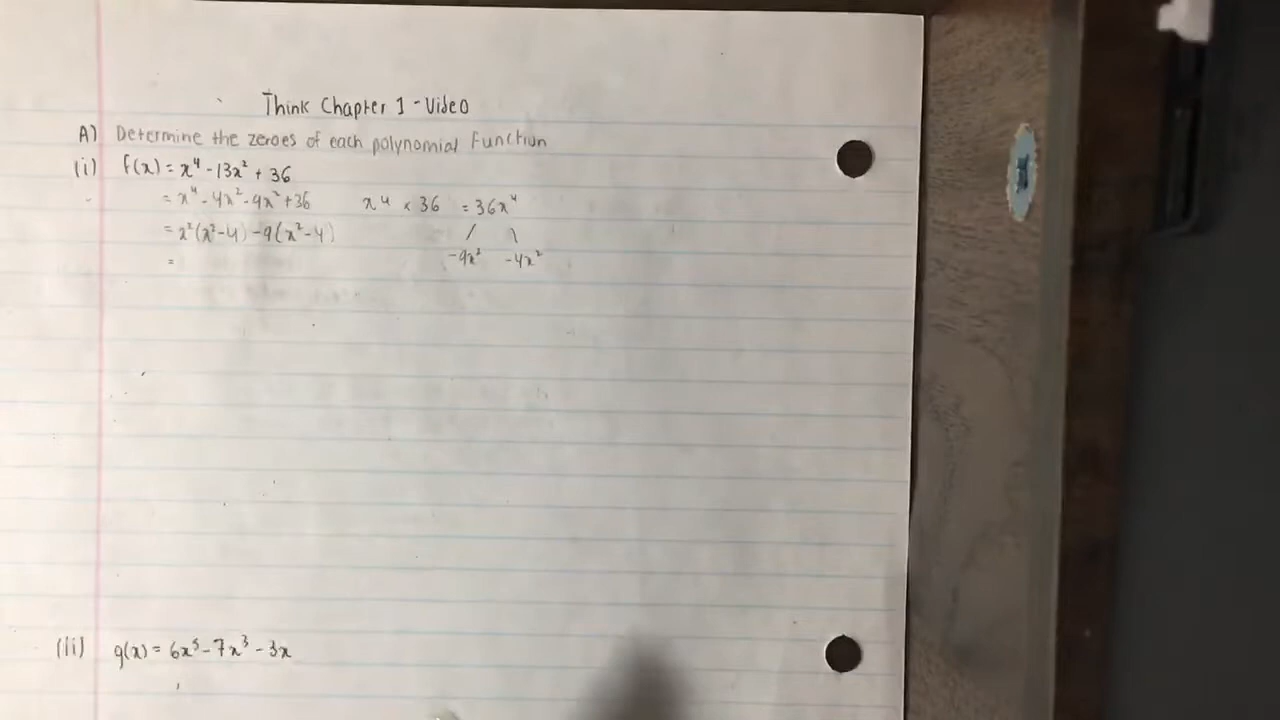 Think Chapter 1 - Video
A) Determine the zeroes of each polynomial function
(i) f(x) = x⁴ - 13x² + 36
= x⁴ - 4x² - 9x² + 36 x⁴ × 36 = 36x⁴
= x²(x² - 4) - 9(x² - 4)
= -9x² -4x²
(ii) g(x) = 6x⁵ - 7x³ - 3x